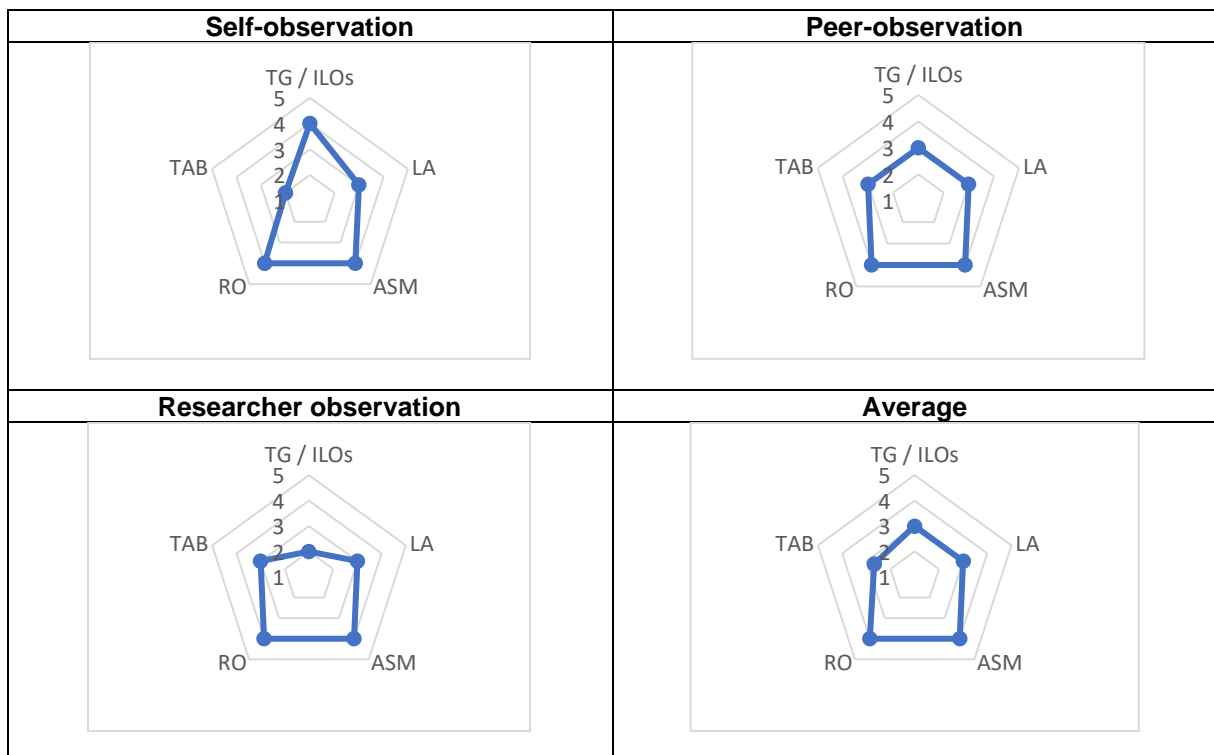 Self-observation
Peer-observation
TG / ILOs
5
4
3
2
1
TAB
LA
RO
ASM
TG / ILOs
5
4
3
2
1
TAB
LA
RO
ASM
Researcher observation
Average
TG / ILOs
5
4
3
2
1
TAB
LA
RO
ASM
TG / ILOs
5
4
3
2
1
TAB
LA
RO
ASM